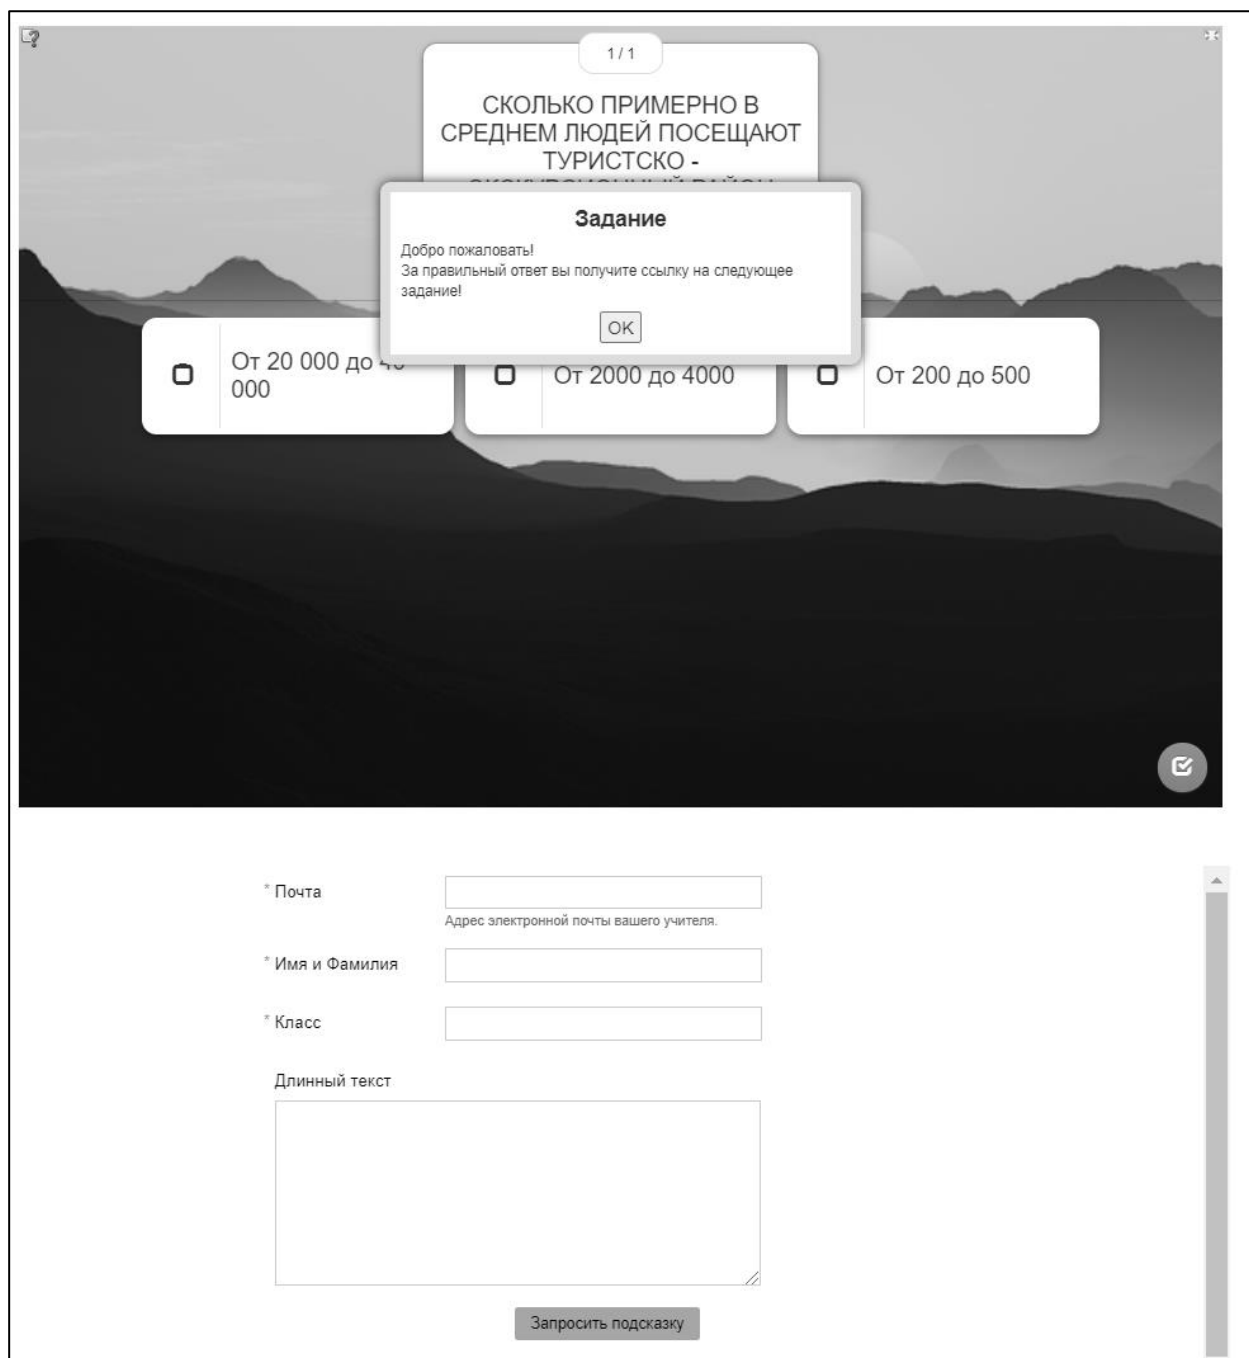 1 / 1
СКОЛЬКО ПРИМЕРНО В
СРЕДНЕМ ЛЮДЕЙ ПОСЕЩАЮТ
ТУРИСТСКО -
Задание
Добро пожаловать!
За правильный ответ вы получите ссылку на следующее
задание!
OK
От 20 000 до 40
000
От 2000 до 4000
От 200 до 500
* Почта
Адрес электронной почты вашего учителя.
* Имя и Фамилия
* Класс
Длинный текст
Запросить подсказку